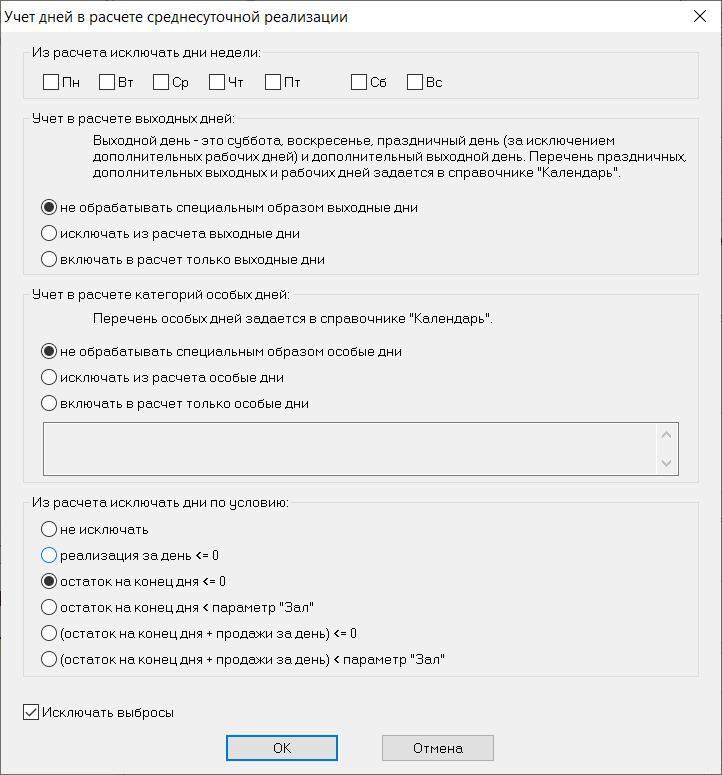 Учет дней в расчете среднесуточной реализации
Из расчета исключать дни недели:
Пн Вт Ср Чт Пт Сб Вс
Учет в расчете выходных дней:
Выходной день - это суббота, воскресенье, праздничный день (за исключением
дополнительных рабочих дней) и дополнительный выходной день. Перечень праздничных,
дополнительных выходных и рабочих дней задается в справочнике "Календарь".
не обрабатывать специальным образом выходные дни
исключать из расчета выходные дни
включать в расчет только выходные дни
Учет в расчете категорий особых дней:
Перечень особых дней задается в справочнике "Календарь".
не обрабатывать специальным образом особые дни
исключать из расчета особые дни
включать в расчет только особые дни
Из расчета исключать дни по условию:
не исключать
реализация за день <= 0
остаток на конец дня <= 0
остаток на конец дня < параметр "Зал"
(остаток на конец дня + продажи за день) <= 0
(остаток на конец дня + продажи за день) < параметр "Зал"
Исключать выбросы
ОК Отмена